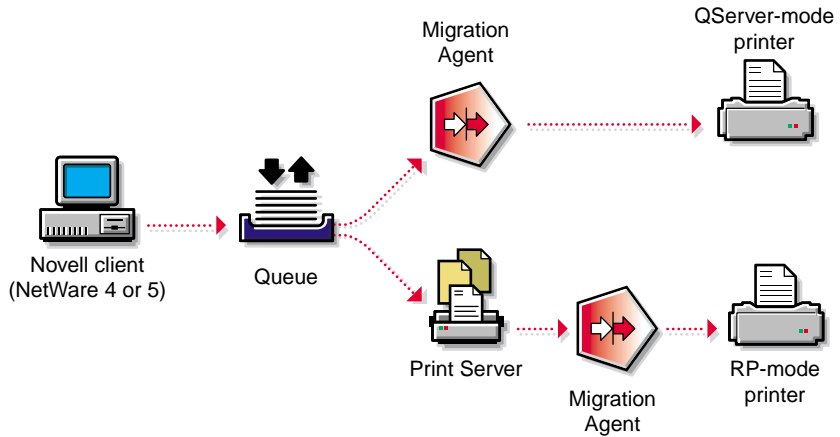 Migration
Agent
QServer-mode
printer
Novell client
(NetWare 4 or 5)
Queue
Print Server
Migration
Agent
RP-mode
printer